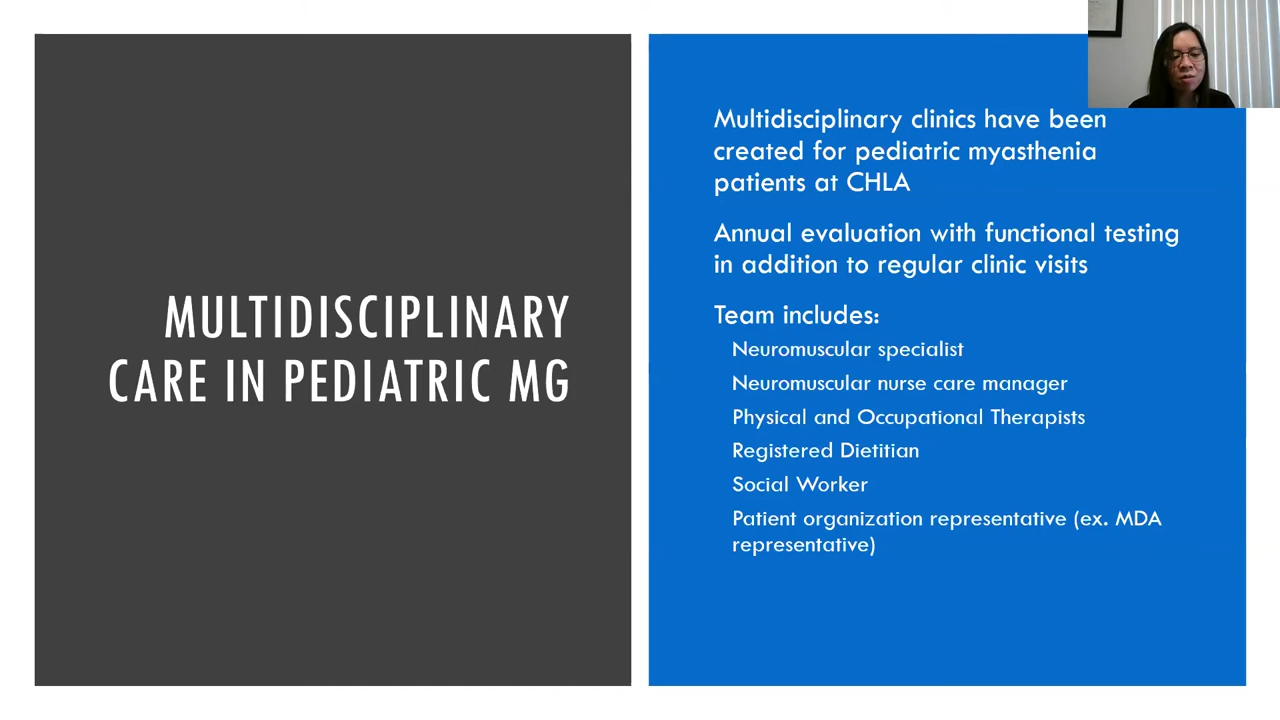 MULTIDISCIPLINARY
CARE IN PEDIATRIC MG
Multidisciplinary clinics have been
created for pediatric myasthenia
patients at CHLA
Annual evaluation with functional testing
in addition to regular clinic visits
Team includes:
Neuromuscular specialist
Neuromuscular nurse care manager
Physical and Occupational Therapists
Registered Dietitian
Social Worker
Patient organization representative (ex. MDA
representative)